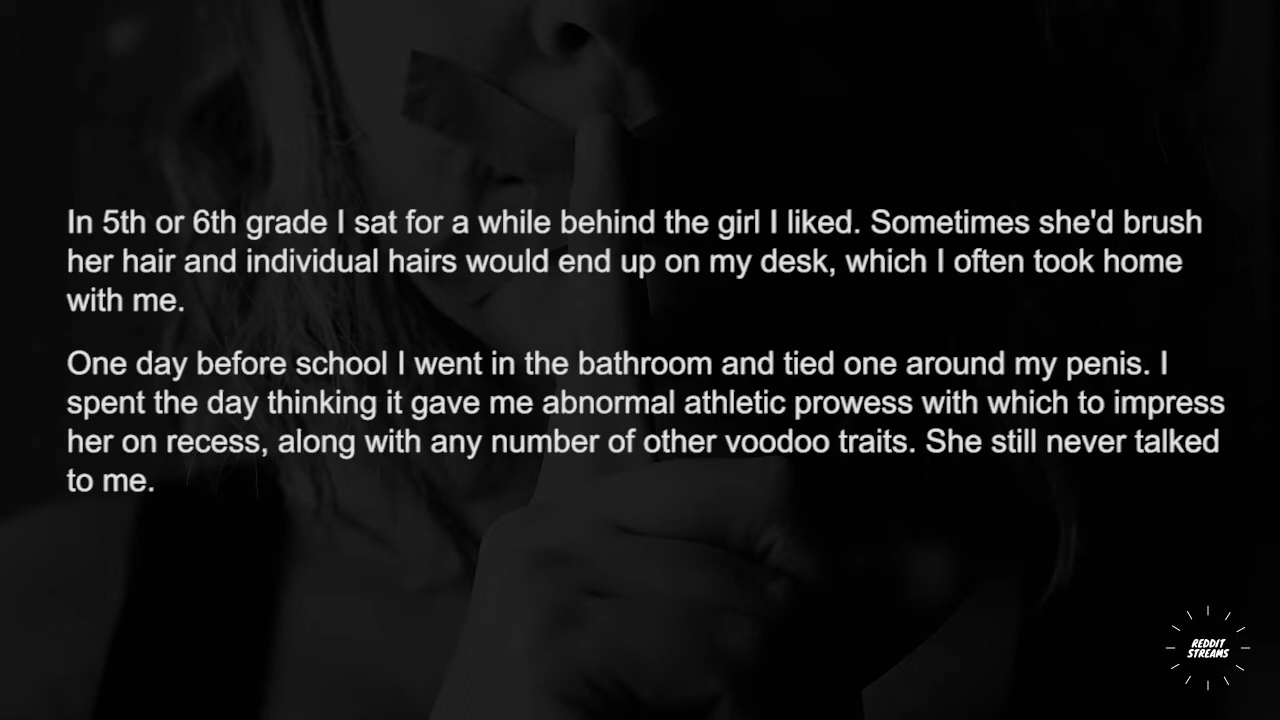 In 5th or 6th grade I sat for a while behind the girl I liked. Sometimes she'd brush
her hair and individual hairs would end up on my desk, which I often took home
with me.
One day before school I went in the bathroom and tied one around my penis. I
spent the day thinking it gave me abnormal athletic prowess with which to impress
her on recess, along with any number of other voodoo traits. She still never talked
to me.
REDDIT
STREAMS